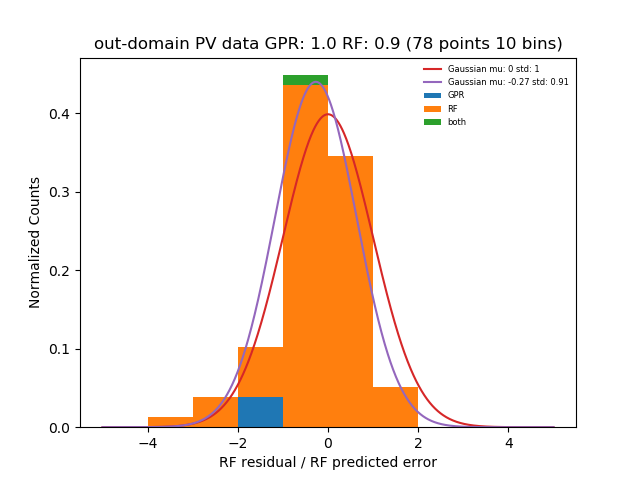 out-domain PV data GPR: 1.0 RF: 0.9 (78 points 10 bins)
Gaussian mu: 0 std: 1
Gaussian mu: -0.27 std: 0.91
GPR
RF
both
Normalized Counts
0.4
0.3
0.2
0.1
0.0
−4
−2
0
2
4
RF residual / RF predicted error